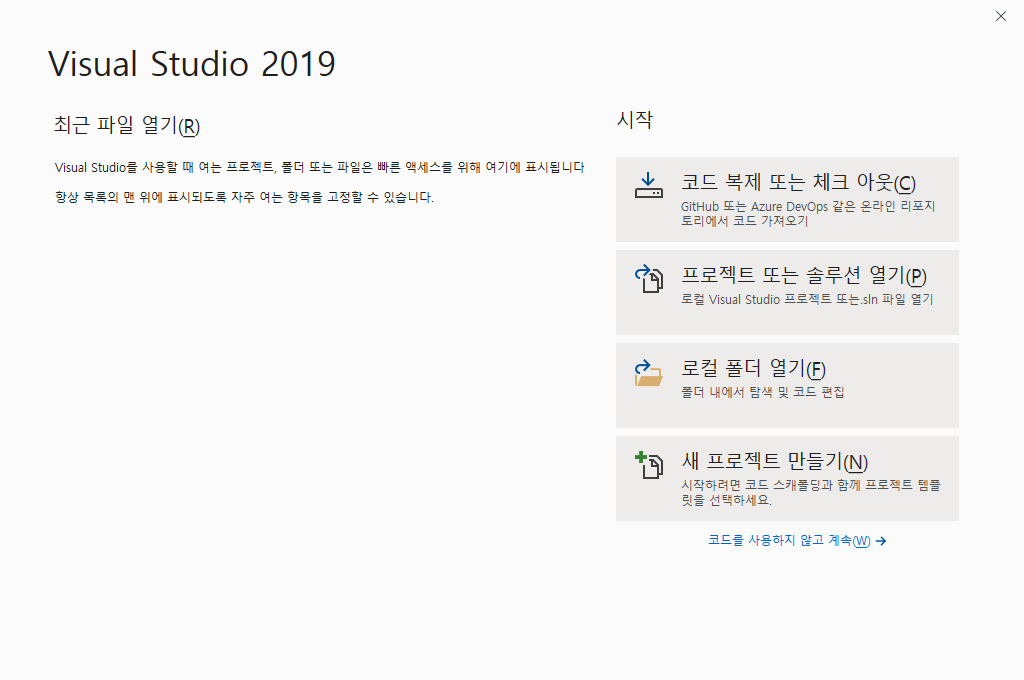 Visual Studio 2019
최근 파일 열기(R)
Visual Studio를 사용할 때 여는 프로젝트, 폴더 또는 파일은 빠른 액세스를 위해 여기에 표시됩니다
항상 목록의 맨 위에 표시되도록 자주 여는 항목을 고정할 수 있습니다.
시작
코드 복제 또는 체크 아웃(C)
GitHub 또는 Azure DevOps 같은 온라인 리포지
토리에서 코드 가져오기
프로젝트 또는 솔루션 열기(P)
로컬 Visual Studio 프로젝트 또는.sln 파일 열기
로컬 폴더 열기(F)
폴더 내에서 탐색 및 코드 편집
새 프로젝트 만들기(N)
시작하려면 코드 스캐폴딩과 함께 프로젝트 템플
릿을 선택하세요.
코드를 사용하지 않고 계속(W) →